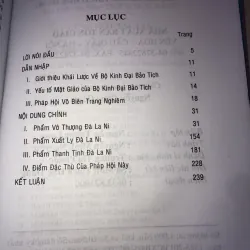 MỤC LỤC
Trang
LỜI NÓI ĐẦU 5
DẪN NHẬP 11
I. Giới thiệu Khái Lược Về Bộ Kinh Đại Bảo Tích 11
II. Yếu tố Mật Giáo của Bộ Kinh Đại Bảo Tích 14
III. Pháp Hội Vô Biên Trang Nghiêm 18
NỘI DUNG CHÍNH 31
I. Phẩm Vô Thượng Đà La Ni 31
II. Phẩm Xuất Ly Đà La Ni 154
III. Phẩm Thanh Tịnh Đà La Ni 181
IV. Điểm Đặc Thù Của Pháp Hội Này 228
KẾT LUẬN 239